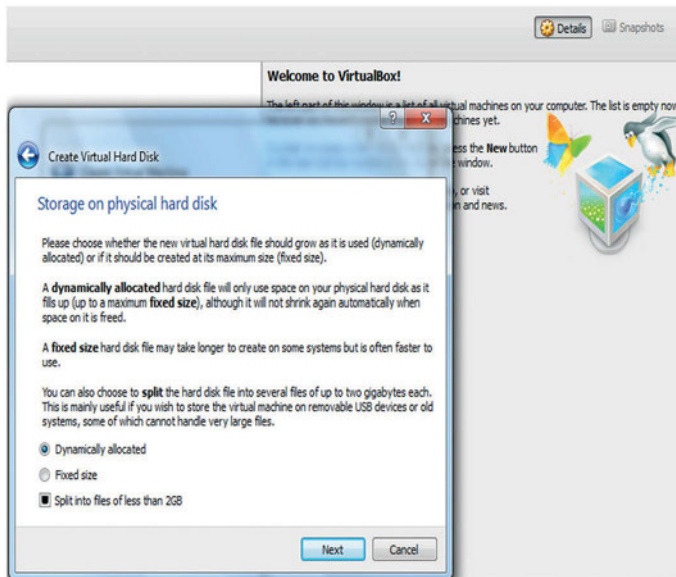 Details Snapshots
Welcome to VirtualBox!
The left part of this window is a list of all virtual machines on your computer. The list is empty now
chines yet.
ess the New button
window.
, or visit
n and news.
? X
Create Virtual Hard Disk
Storage on physical hard disk
Please choose whether the new virtual hard disk file should grow as it is used (dynamically
allocated) or if it should be created at its maximum size (fixed size).
A dynamically allocated hard disk file will only use space on your physical hard disk as it
fills up (up to a maximum fixed size), although it will not shrink again automatically when
space on it is freed.
A fixed size hard disk file may take longer to create on some systems but is often faster to
use.
You can also choose to split the hard disk file into several files of up to two gigabytes each.
This is mainly useful if you wish to store the virtual machine on removable USB devices or old
systems, some of which cannot handle very large files.
Dynamically allocated
Fixed size
Split into files of less than 2GB
Next Cancel